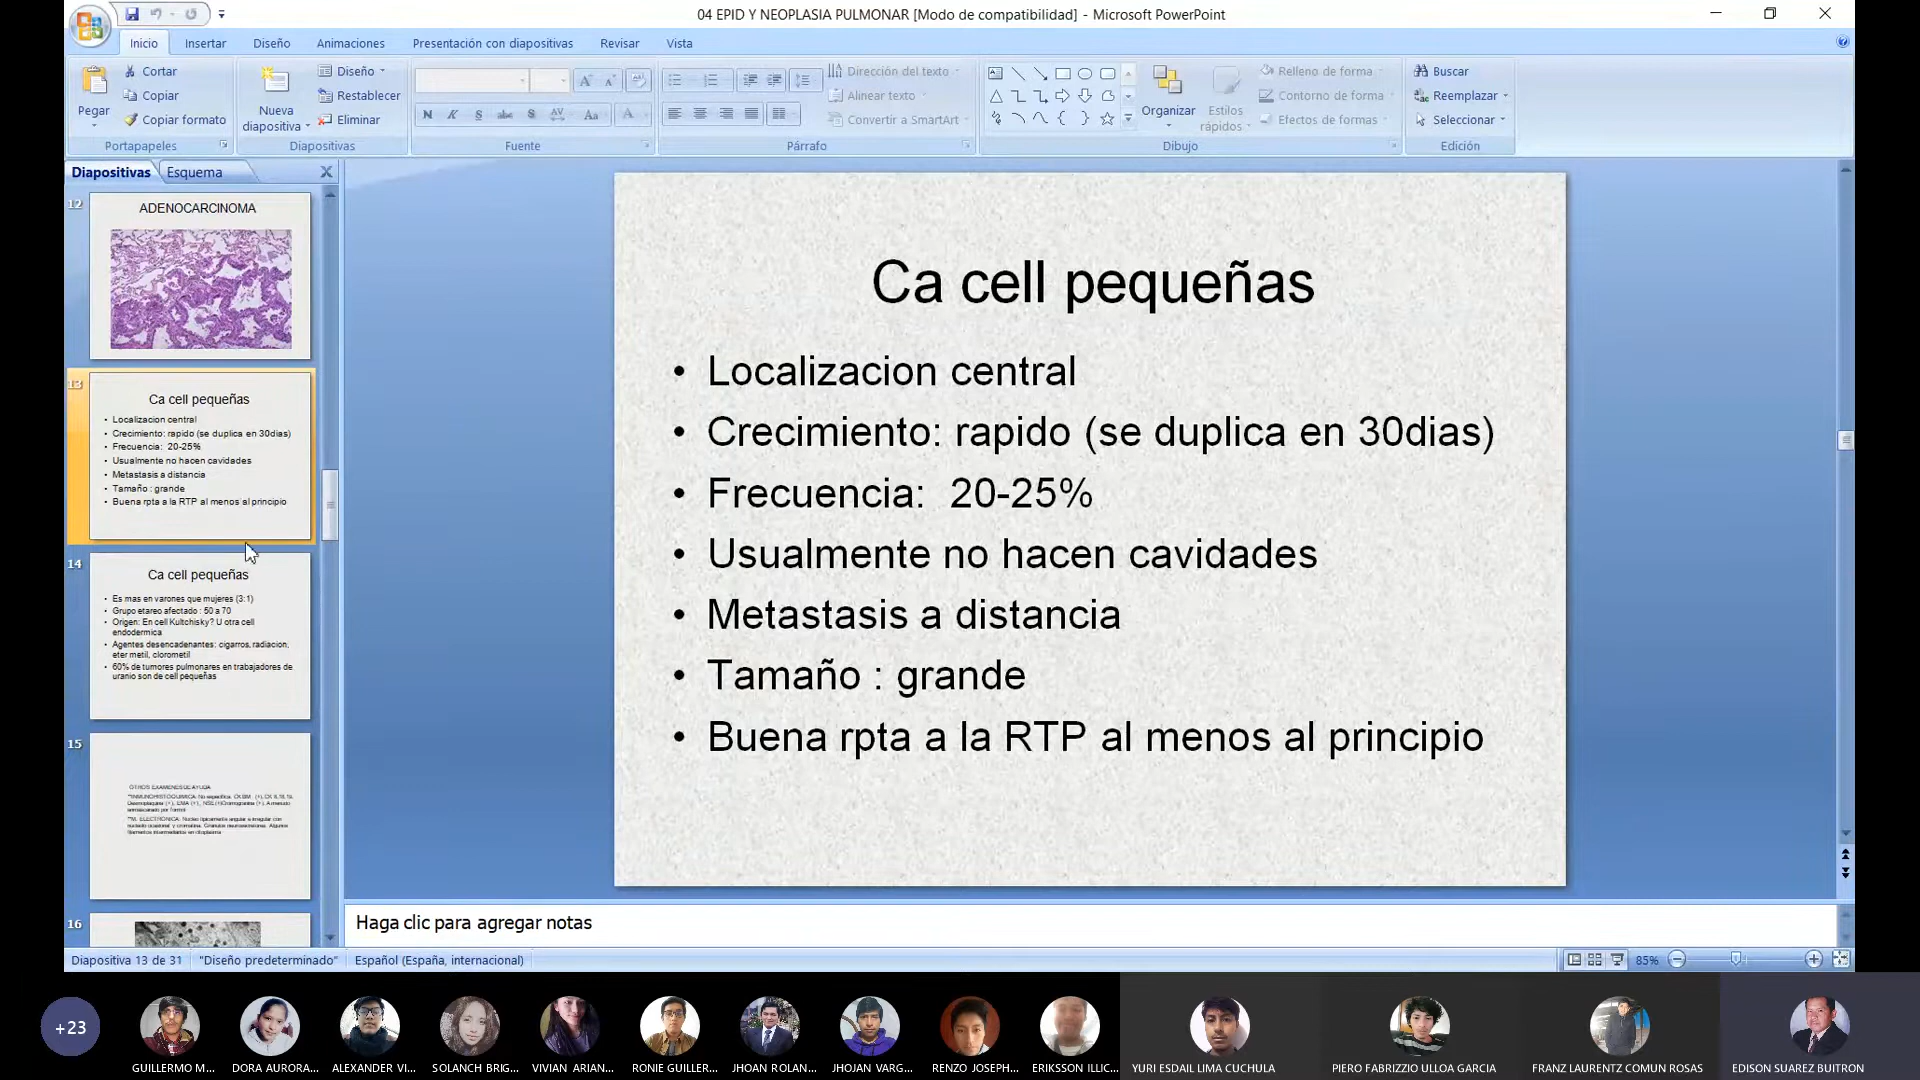 04 EPID Y NEOPLASIA PULMONAR [Modo de compatibilidad] - Microsoft PowerPoint
Inicio Insertar Diseño Animaciones Presentación con diapositivas Revisar Vista
Pegar
Cortar
Copiar
Copiar formato
Portapapeles
Nueva diapositiva
Diseño
Restablecer
Eliminar
Diapositivas
Fuente
Dirección del texto
Alinear texto
Convertir a SmartArt
Párrafo
Organizar
Estilos rápidos
Relleno de forma
Contorno de forma
Efectos de formas
Dibujo
Buscar
Reemplazar
Seleccionar
Edición
Diapositivas Esquema
12
ADENOCARCINOMA
13
Ca cell pequeñas
• Localizacion central
• Crecimiento: rapido (se duplica en 30dias)
• Frecuencia: 20-25%
• Usualmente no hacen cavidades
• Metastasis a distancia
• Tamaño : grande
• Buena rpta a la RTP al menos al principio
14
Ca cell pequeñas
• Es mas en varones que mujeres (3:1)
• Grupo etareo afectado : 50 a 70
• Origen: En cell Kultchisky? U otra cell
endodermica
• Agentes desencadenantes: cigarros, radiacion,
eter metil, clorometil
• 60% de tumores pulmonares en trabajadores de
uranio son de cell pequeñas
15
OTROS EXAMENES DE AYUDA
16
Ca cell pequeñas
• Localizacion central
• Crecimiento: rapido (se duplica en 30dias)
• Frecuencia: 20-25%
• Usualmente no hacen cavidades
• Metastasis a distancia
• Tamaño : grande
• Buena rpta a la RTP al menos al principio
Haga clic para agregar notas
Diapositiva 13 de 31 "Diseño predeterminado" Español (España, internacional) 85%
+23
GUILLERMO M... DORA AURORA... ALEXANDER VI... SOLANCH BRIG... VIVIAN ARIAN... RONIE GUILLER... JHOAN ROLAN... JHOJAN VARG... RENZO JOSEPH... ERIKSSON ILLIC... YURI ESDAIL LIMA CUCHULA PIERO FABRIZZIO ULLOA GARCIA FRANZ LAURENTZ COMUN ROSAS EDISON SUAREZ BUITRON